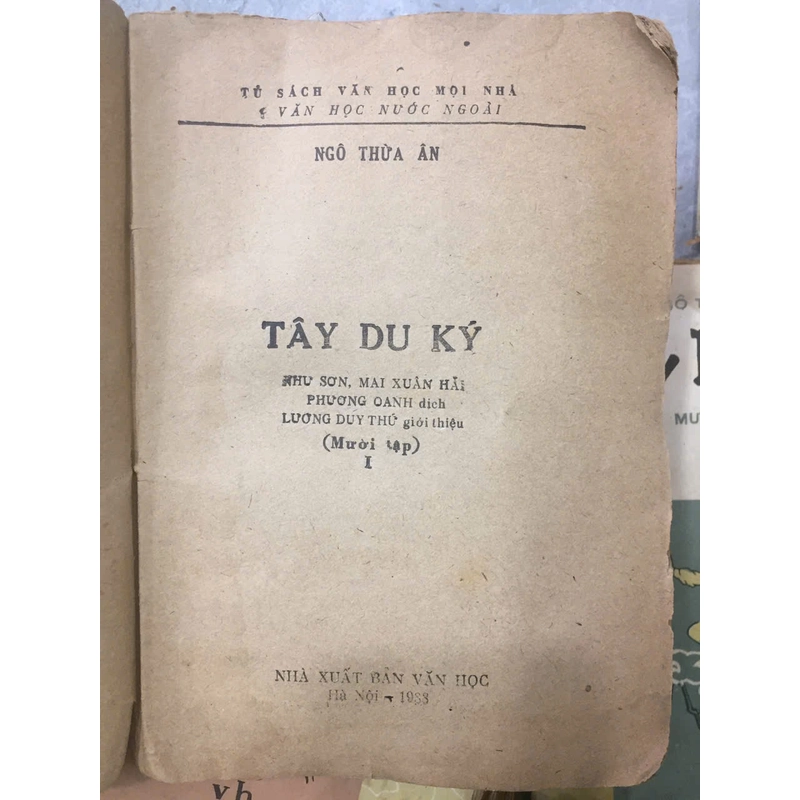 TỦ SÁCH VĂN HỌC MỌI NHÀ
VĂN HỌC NƯỚC NGOÀI
NGÔ THỪA ÂN
TÂY DU KÝ
NHƯ SƠN, MAI XUÂN HẢI
PHƯƠNG OANH dịch
LƯƠNG DUY THỨ giới thiệu
(Mười tập)
I
NHÀ XUẤT BẢN VĂN HỌC
Hà Nội - 1988